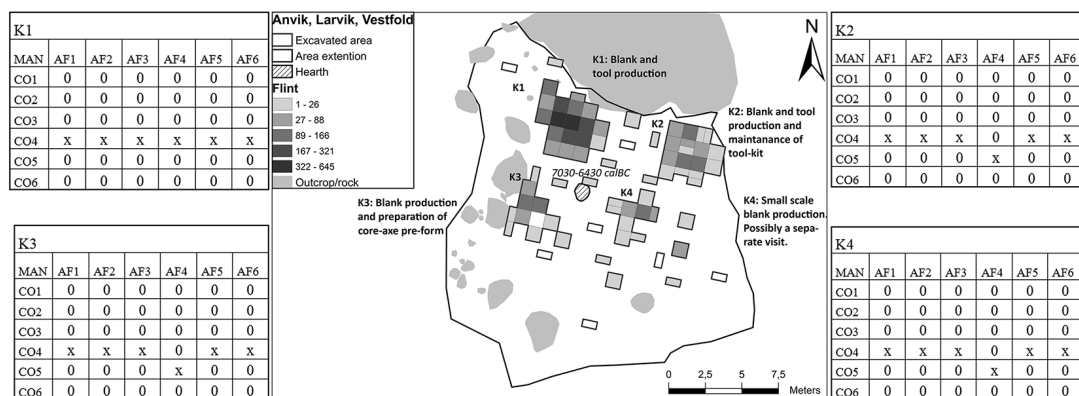 K1
MAN AF1 AF2 AF3 AF4 AF5 AF6
CO1 0 0 0 0 0 0
CO2 0 0 0 0 0 0
CO3 0 0 0 0 0 0
CO4 x x x x x x
CO5 0 0 0 0 0 0
CO6 0 0 0 0 0 0
K3
MAN AF1 AF2 AF3 AF4 AF5 AF6
CO1 0 0 0 0 0 0
CO2 0 0 0 0 0 0
CO3 0 0 0 0 0 0
CO4 x x x 0 x x
CO5 0 0 0 x 0 0
CO6 0 0 0 0 0 0
Anvik, Larvik, Vestfold
Excavated area
Area extention
Hearth
Flint
1 - 26
27 - 88
89 - 166
167 - 321
322 - 645
Outcrop/rock
K1: Blank and
tool production
N
K1
K2
K2: Blank and tool
production and
maintanance of
tool-kit
7030-6430 calBC
K3
K4
K3: Blank production
and preparation of
core-axe pre-form
K4: Small scale
blank production.
Possibly a sepa-
rate visit.
0 2,5 5 7,5
Meters
K2
MAN AF1 AF2 AF3 AF4 AF5 AF6
CO1 0 0 0 0 0 0
CO2 0 0 0 0 0 0
CO3 0 0 0 0 0 0
CO4 x x x 0 x x
CO5 0 0 0 x 0 0
CO6 0 0 0 0 0 0
K4
MAN AF1 AF2 AF3 AF4 AF5 AF6
CO1 0 0 0 0 0 0
CO2 0 0 0 0 0 0
CO3 0 0 0 0 0 0
CO4 x x x 0 x x
CO5 0 0 0 x 0 0
CO6 0 0 0 0 0 0